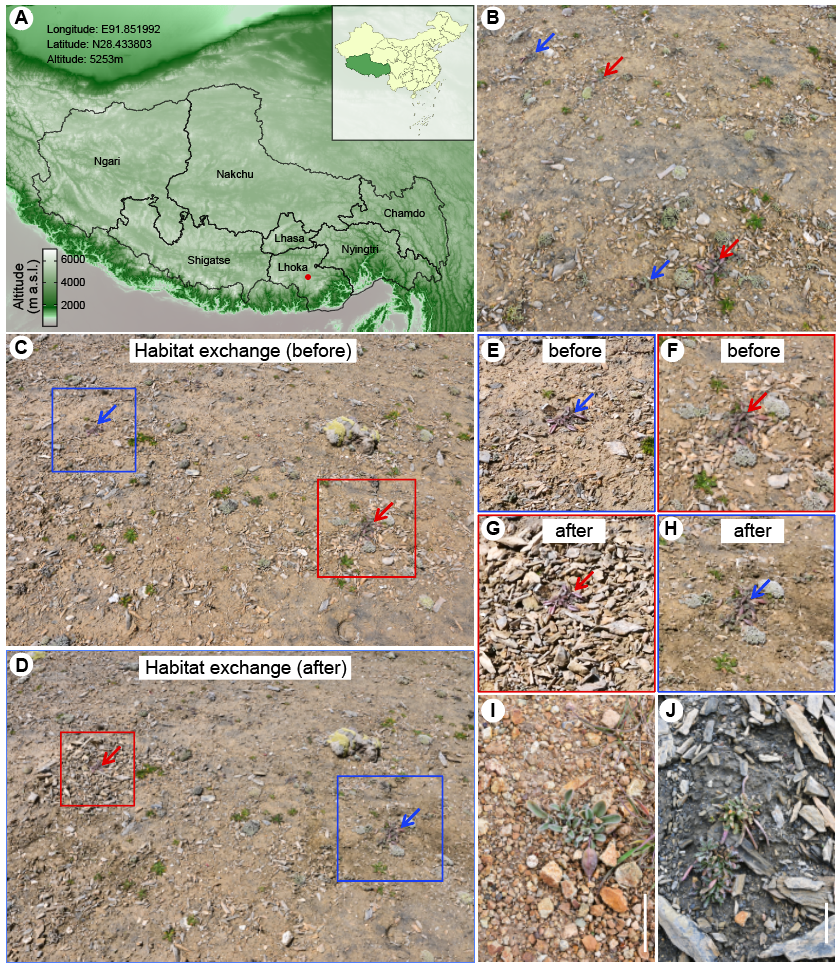 A
Longitude: E91.851992
Latitude: N28.433803
Altitude: 5253m
Ngari
Nakchu
Chamdo
Lhasa
Nyingtri
Shigatse
Lhoka
Altitude
(m a.s.l.)
6000
4000
2000
B
C
Habitat exchange (before)
D
Habitat exchange (after)
E
before
F
before
G
after
H
after
I
J